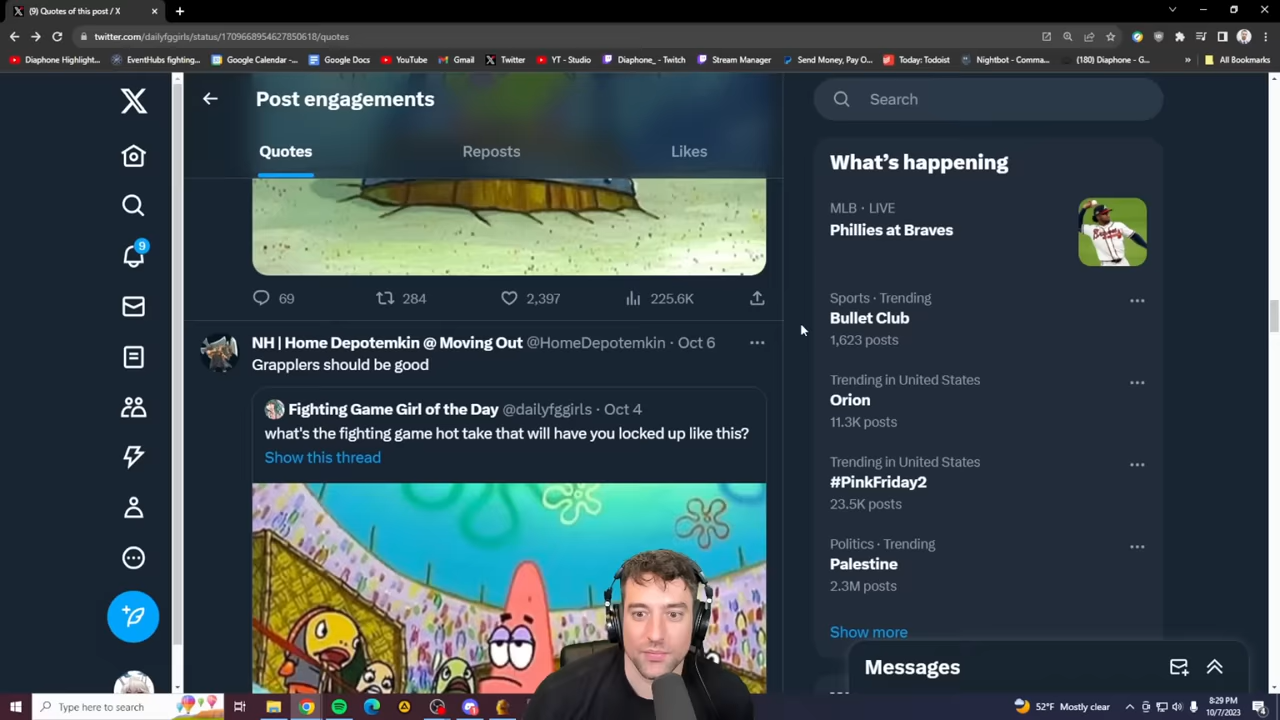 (9) Quotes of this post / X
twitter.com/dailyfggirls/status/1709668954627850618/quotes
Diaphone Highlight...
EventHubs fighting...
Google Calendar -...
Google Docs
YouTube
Gmail
Twitter
YT - Studio
Diaphone_ - Twitch
Stream Manager
Send Money, Pay O...
Today: Todoist
Nightbot - Comma...
(180) Diaphone - G...
»
All Bookmarks
Post engagements
Quotes
Reposts
Likes
69
284
2,397
225.6K
NH | Home Depotemkin @ Moving Out @HomeDepotemkin · Oct 6
Grapplers should be good
Fighting Game Girl of the Day @dailyfggirls · Oct 4
what's the fighting game hot take that will have you locked up like this?
Show this thread
9
Search
What's happening
MLB · LIVE
Phillies at Braves
Sports · Trending
Bullet Club
1,623 posts
Trending in United States
Orion
11.3K posts
Trending in United States
#PinkFriday2
23.5K posts
Politics · Trending
Palestine
2.3M posts
Show more
Messages
Type here to search
52°F Mostly clear
8:29 PM
10/7/2023